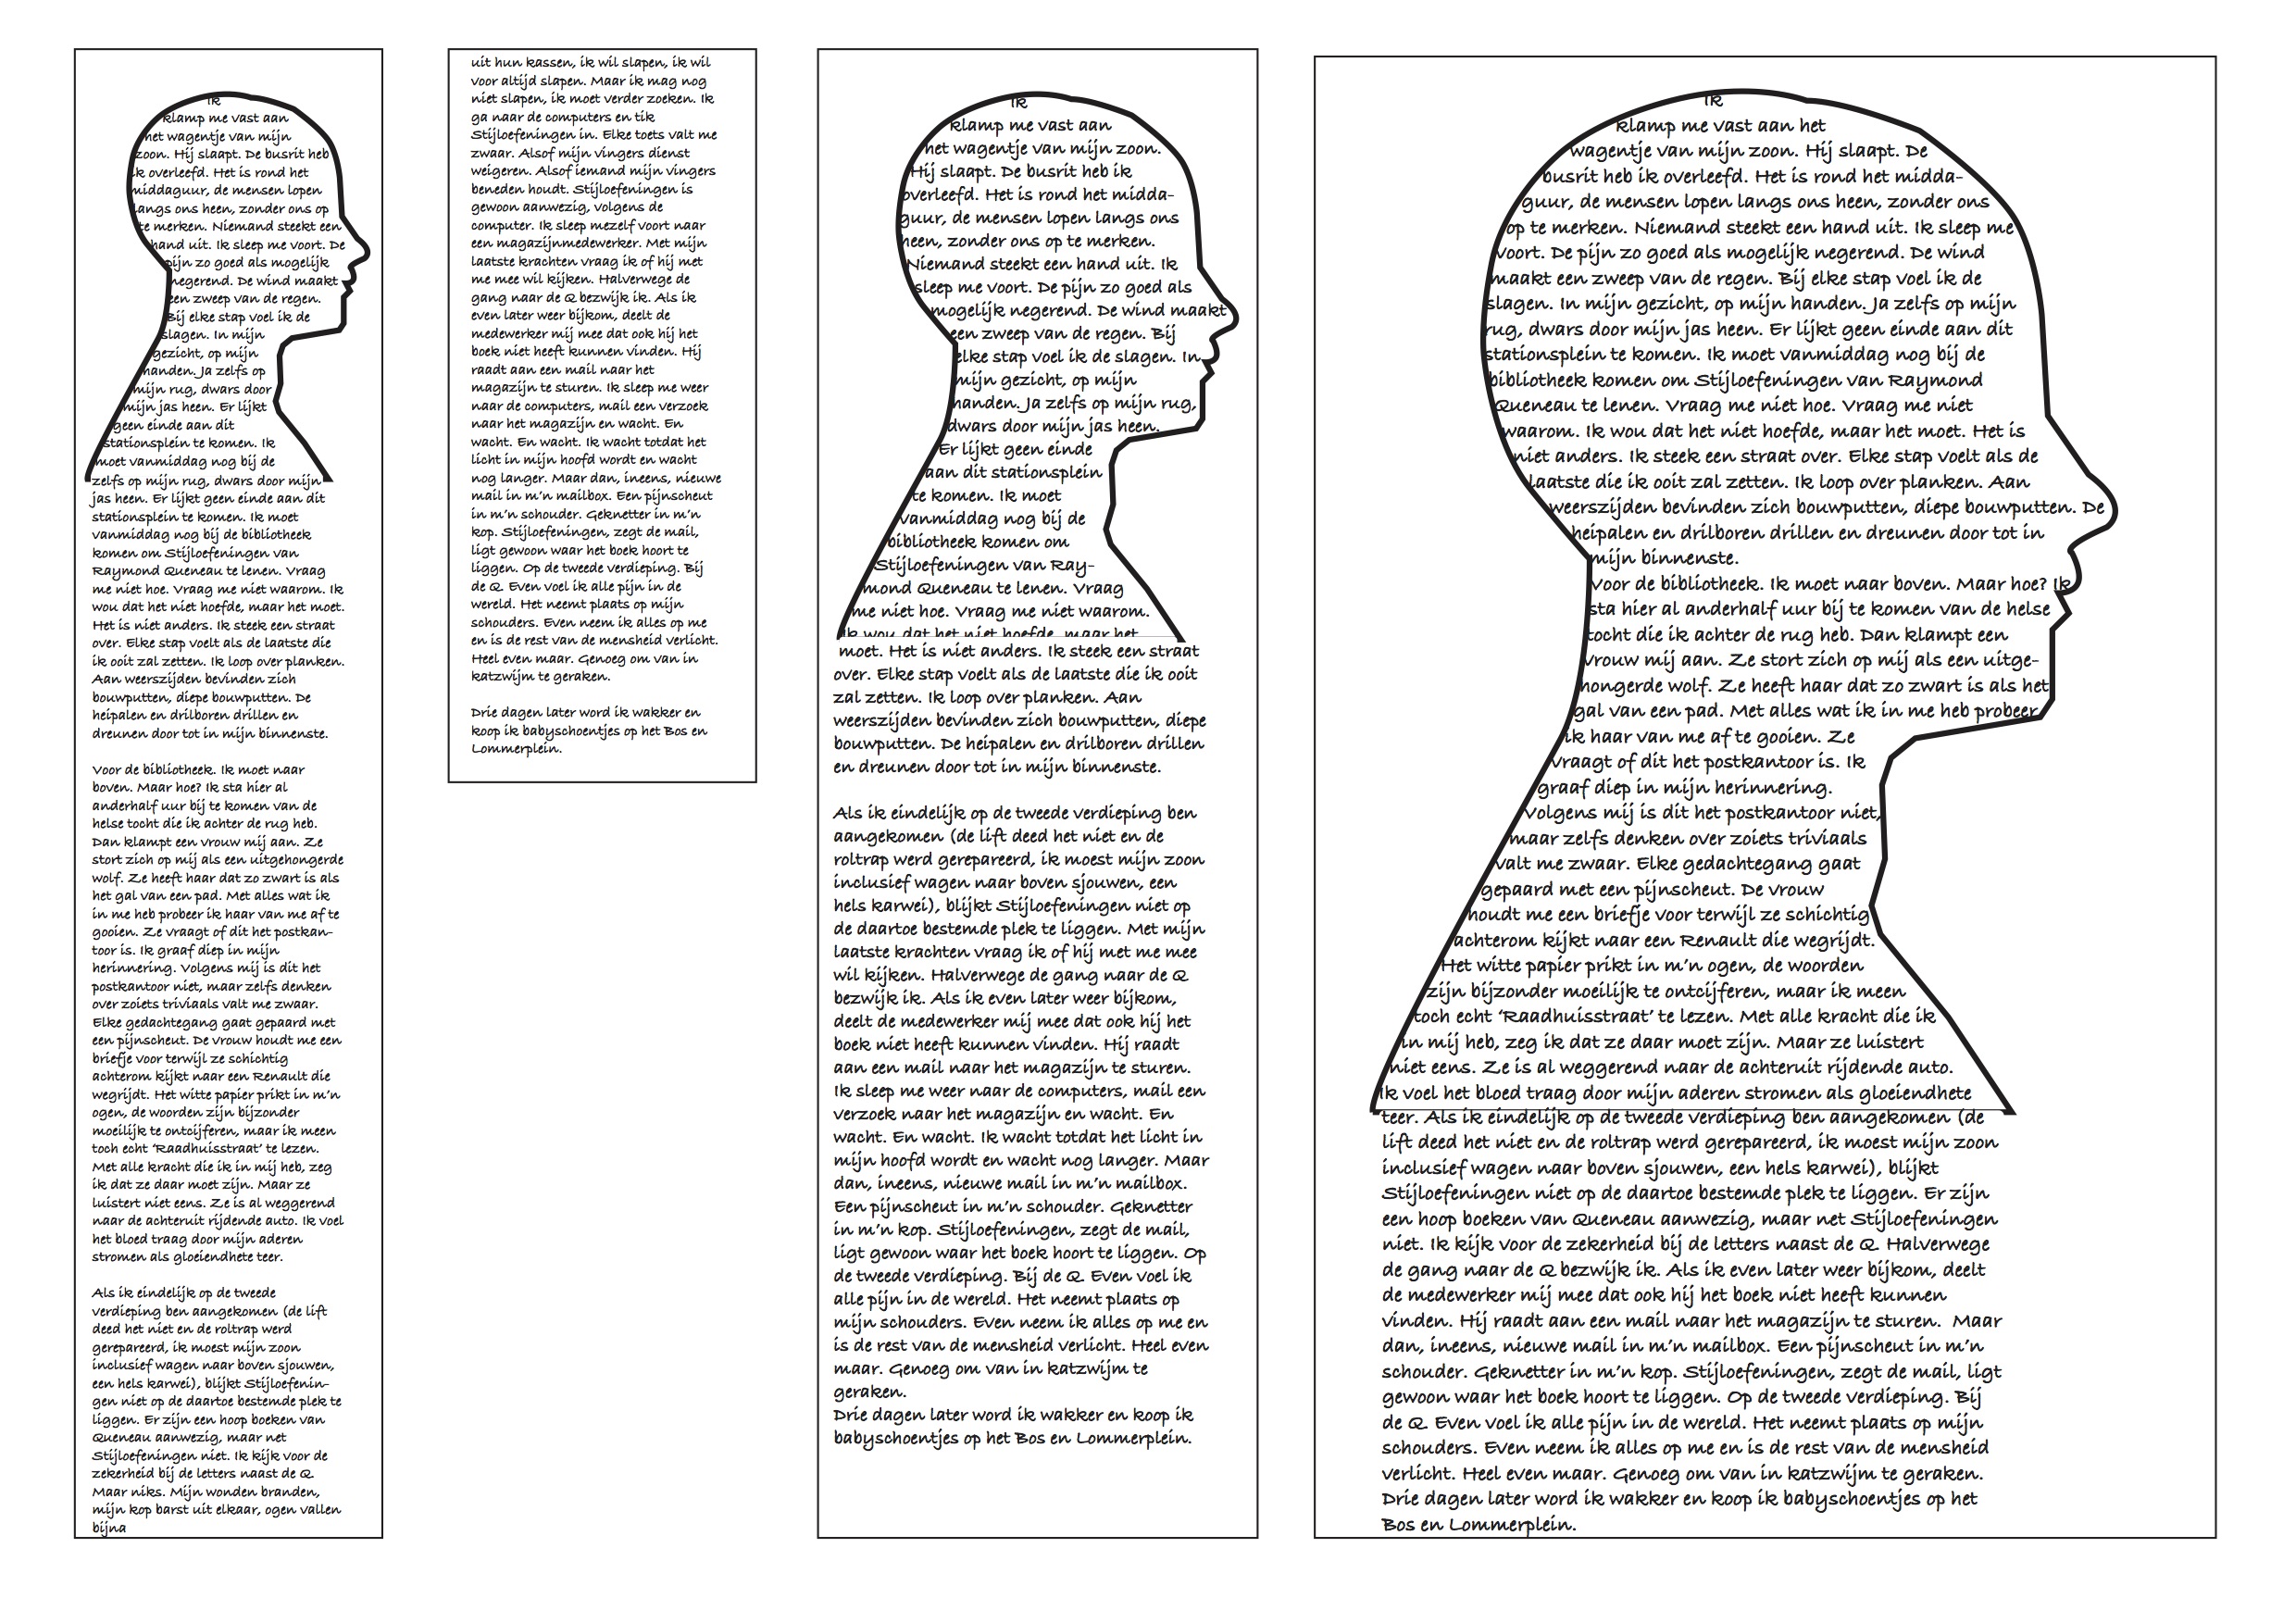 Ik
klamp me vast aan
het wagentje van mijn
zoon. Hij slaapt. De busrit heb
ik overleefd. Het is rond het
middaguur, de mensen lopen
langs ons heen, zonder ons op
te merken. Niemand steekt een
hand uit. Ik sleep me voort. De
pijn zo goed als mogelijk
negerend. De wind maakt
een zweep van de regen.
Bij elke stap voel ik de
slagen. In mijn
gezicht, op mijn
handen. Ja zelfs op
mijn rug, dwars door
mijn jas heen. Er lijkt
geen einde aan dit
stationsplein te komen. Ik
moet vanmiddag nog bij de
zelfs op mijn rug, dwars door mijn
jas heen. Er lijkt geen einde aan dit
stationsplein te komen. Ik moet
vanmiddag nog bij de bibliotheek
komen om Stijloefeningen van
Raymond Queneau te lenen. Vraag
me niet hoe. Vraag me niet waarom. Ik
wou dat het niet hoefde, maar het moet.
Het is niet anders. Ik steek een straat
over. Elke stap voelt als de laatste die
ik ooit zal zetten. Ik loop over planken.
Aan weerszijden bevinden zich
bouwputten, diepe bouwputten. De
heipalen en drilboren drillen en
dreunen door tot in mijn binnenste.
Voor de bibliotheek. Ik moet naar
boven. Maar hoe? Ik sta hier al
anderhalf uur bij te komen van de
helse tocht die ik achter de rug heb.
Dan klampt een vrouw mij aan. Ze
stort zich op mij als een uitgehongerde
wolf. Ze heeft haar dat zo zwart is als
het gal van een pad. Met alles wat ik
in me heb probeer ik haar van me af te
gooien. Ze vraagt of dit het postkan-
toor is. Ik graaf diep in mijn
herinnering. Volgens mij is dit het
postkantoor niet, maar zelfs denken
over zoiets triviaals valt me zwaar.
Elke gedachtegang gaat gepaard met
een pijnscheut. De vrouw houdt me een
briefje voor terwijl ze schichtig
achterom kijkt naar een Renault die
wegrijdt. Het witte papier prikt in m'n
ogen, de woorden zijn bijzonder
moeilijk te ontcijferen, maar ik meen
toch echt ‘Raadhuisstraat’ te lezen.
Met alle kracht die ik in mij heb, zeg
ik dat ze daar moet zijn. Maar ze
luistert niet eens. Ze is al weggerend
naar de achteruit rijdende auto. Ik voel
het bloed traag door mijn aderen
stromen als gloeiendhete teer.
Als ik eindelijk op de tweede
verdieping ben aangekomen (de lift
deed het niet en de roltrap werd
gerepareerd, ik moest mijn zoon
inclusief wagen naar boven sjouwen,
een hels karwei), blijkt Stijloefenin-
gen niet op de daartoe bestemde plek te
liggen. Er zijn een hoop boeken van
Queneau aanwezig, maar net
Stijloefeningen niet. Ik kijk voor de
zekerheid bij de letters naast de Q.
Maar niks. Mijn wonden branden,
mijn kop barst uit elkaar, ogen vallen
bijna
uit hun kassen, ik wil slapen, ik wil
voor altijd slapen. Maar ik mag nog
niet slapen, ik moet verder zoeken. Ik
ga naar de computers en tik
Stijloefeningen in. Elke toets valt me
zwaar. Alsof mijn vingers dienst
weigeren. Alsof iemand mijn vingers
beneden houdt. Stijloefeningen is
gewoon aanwezig, volgens de
computer. Ik sleep mezelf voort naar
een magazijnmedewerker. Met mijn
laatste krachten vraag ik of hij met
me mee wil kijken. Halverwege de
gang naar de Q bezwijk ik. Als ik
even later weer bijkom, deelt de
medewerker mij mee dat ook hij het
boek niet heeft kunnen vinden. Hij
raadt aan een mail naar het
magazijn te sturen. Ik sleep me weer
naar de computers, mail een verzoek
naar het magazijn en wacht. En
wacht. En wacht. Ik wacht totdat het
licht in mijn hoofd wordt en wacht
nog langer. Maar dan, ineens, nieuwe
mail in m'n mailbox. Een pijnscheut
in m'n schouder. Geknetter in m'n
kop. Stijloefeningen, zegt de mail,
ligt gewoon waar het boek hoort te
liggen. Op de tweede verdieping. Bij
de Q. Even voel ik alle pijn in de
wereld. Het neemt plaats op mijn
schouders. Even neem ik alles op me
en is de rest van de mensheid verlicht.
Heel even maar. Genoeg om van in
katzwijm te geraken.
Drie dagen later word ik wakker en
koop ik babyschoentjes op het Bos en
Lommerplein.
Ik
klamp me vast aan
het wagentje van mijn zoon.
Hij slaapt. De busrit heb ik
overleefd. Het is rond het midda-
guur, de mensen lopen langs ons
heen, zonder ons op te merken.
Niemand steekt een hand uit. Ik
sleep me voort. De pijn zo goed als
mogelijk negerend. De wind maakt
een zweep van de regen. Bij
elke stap voel ik de slagen. In
mijn gezicht, op mijn
handen. Ja zelfs op mijn rug,
dwars door mijn jas heen.
Er lijkt geen einde
aan dit stationsplein
te komen. Ik moet
vanmiddag nog bij de
bibliotheek komen om
Stijloefeningen van Ray-
mond Queneau te lenen. Vraag
me niet hoe. Vraag me niet waarom.
Ik wou dat het niet hoefde, maar het
moet. Het is niet anders. Ik steek een straat
over. Elke stap voelt als de laatste die ik ooit
zal zetten. Ik loop over planken. Aan
weerszijden bevinden zich bouwputten, diepe
bouwputten. De heipalen en drilboren drillen
en dreunen door tot in mijn binnenste.
Als ik eindelijk op de tweede verdieping ben
aangekomen (de lift deed het niet en de
roltrap werd gerepareerd, ik moest mijn zoon
inclusief wagen naar boven sjouwen, een
hels karwei), blijkt Stijloefeningen niet op
de daartoe bestemde plek te liggen. Met mijn
laatste krachten vraag ik of hij met me mee
wil kijken. Halverwege de gang naar de Q
bezwijk ik. Als ik even later weer bijkom,
deelt de medewerker mij mee dat ook hij het
boek niet heeft kunnen vinden. Hij raadt
aan een mail naar het magazijn te sturen.
Ik sleep me weer naar de computers, mail een
verzoek naar het magazijn en wacht. En
wacht. En wacht. Ik wacht totdat het licht in
mijn hoofd wordt en wacht nog langer. Maar
dan, ineens, nieuwe mail in m'n mailbox.
Een pijnscheut in m'n schouder. Geknetter
in m'n kop. Stijloefeningen, zegt de mail,
ligt gewoon waar het boek hoort te liggen. Op
de tweede verdieping. Bij de Q. Even voel ik
alle pijn in de wereld. Het neemt plaats op
mijn schouders. Even neem ik alles op me en
is de rest van de mensheid verlicht. Heel even
maar. Genoeg om van in katzwijm te
geraken.
Drie dagen later word ik wakker en koop ik
babyschoentjes op het Bos en Lommerplein.
Ik
klamp me vast aan het
wagentje van mijn zoon. Hij slaapt. De
busrit heb ik overleefd. Het is rond het midda-
guur, de mensen lopen langs ons heen, zonder ons
op te merken. Niemand steekt een hand uit. Ik sleep me
voort. De pijn zo goed als mogelijk negerend. De wind
maakt een zweep van de regen. Bij elke stap voel ik de
slagen. In mijn gezicht, op mijn handen. Ja zelfs op mijn
rug, dwars door mijn jas heen. Er lijkt geen einde aan dit
stationsplein te komen. Ik moet vanmiddag nog bij de
bibliotheek komen om Stijloefeningen van Raymond
Queneau te lenen. Vraag me niet hoe. Vraag me niet
waarom. Ik wou dat het niet hoefde, maar het moet. Het is
niet anders. Ik steek een straat over. Elke stap voelt als de
laatste die ik ooit zal zetten. Ik loop over planken. Aan
weerszijden bevinden zich bouwputten, diepe bouwputten. De
heipalen en drilboren drillen en dreunen door tot in
mijn binnenste.
Voor de bibliotheek. Ik moet naar boven. Maar hoe? Ik
sta hier al anderhalf uur bij te komen van de helse
tocht die ik achter de rug heb. Dan klampt een
vrouw mij aan. Ze stort zich op mij als een uitge-
hongerde wolf. Ze heeft haar dat zo zwart is als het
gal van een pad. Met alles wat ik in me heb probeer
ik haar van me af te gooien. Ze
vraagt of dit het postkantoor is. Ik
graaf diep in mijn herinnering.
Volgens mij is dit het postkantoor niet,
maar zelfs denken over zoiets triviaals
valt me zwaar. Elke gedachtegang gaat
gepaard met een pijnscheut. De vrouw
houdt me een briefje voor terwijl ze schichtig
achterom kijkt naar een Renault die wegrijdt.
Het witte papier prikt in m'n ogen, de woorden
zijn bijzonder moeilijk te ontcijferen, maar ik meen
toch echt ‘Raadhuisstraat’ te lezen. Met alle kracht die ik
in mij heb, zeg ik dat ze daar moet zijn. Maar ze luistert
niet eens. Ze is al weggerend naar de achteruit rijdende auto.
Ik voel het bloed traag door mijn aderen stromen als gloeiendhete
teer. Als ik eindelijk op de tweede verdieping ben aangekomen (de
lift deed het niet en de roltrap werd gerepareerd, ik moest mijn zoon
inclusief wagen naar boven sjouwen, een hels karwei), blijkt
Stijloefeningen niet op de daartoe bestemde plek te liggen. Er zijn
een hoop boeken van Queneau aanwezig, maar net Stijloefeningen
niet. Ik kijk voor de zekerheid bij de letters naast de Q. Halverwege
de gang naar de Q bezwijk ik. Als ik even later weer bijkom, deelt
de medewerker mij mee dat ook hij het boek niet heeft kunnen
vinden. Hij raadt aan een mail naar het magazijn te sturen. Maar
dan, ineens, nieuwe mail in m'n mailbox. Een pijnscheut in m'n
schouder. Geknetter in m'n kop. Stijloefeningen, zegt de mail, ligt
gewoon waar het boek hoort te liggen. Op de tweede verdieping. Bij
de Q. Even voel ik alle pijn in de wereld. Het neemt plaats op mijn
schouders. Even neem ik alles op me en is de rest van de mensheid
verlicht. Heel even maar. Genoeg om van in katzwijm te geraken.
Drie dagen later word ik wakker en koop ik babyschoentjes op het
Bos en Lommerplein.